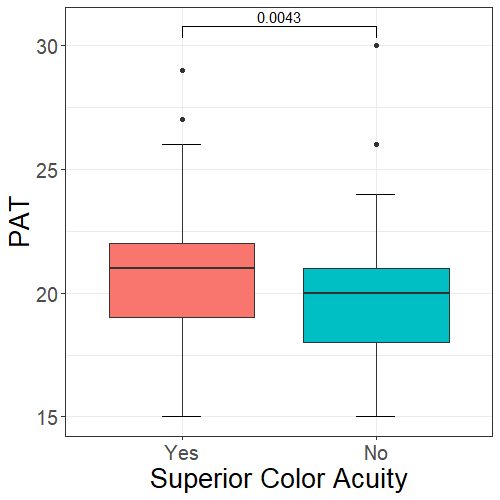 0.0043
30
25
20
15
PAT
Yes No
Superior Color Acuity